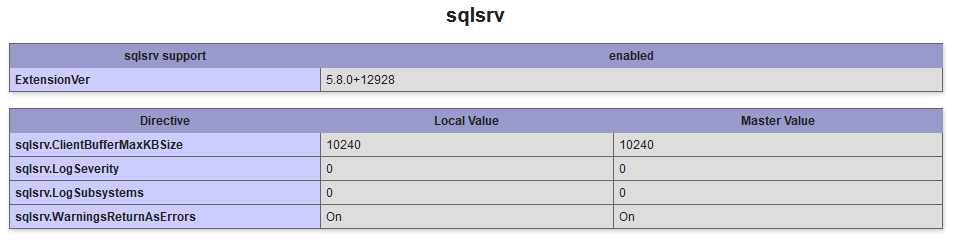 sqlsrv
sqlsrv support enabled
ExtensionVer 5.8.0+12928
Directive Local Value Master Value
sqlsrv.ClientBufferMaxKBSize 10240 10240
sqlsrv.LogSeverity 0 0
sqlsrv.LogSubsystems 0 0
sqlsrv.WarningsReturnAsErrors On On